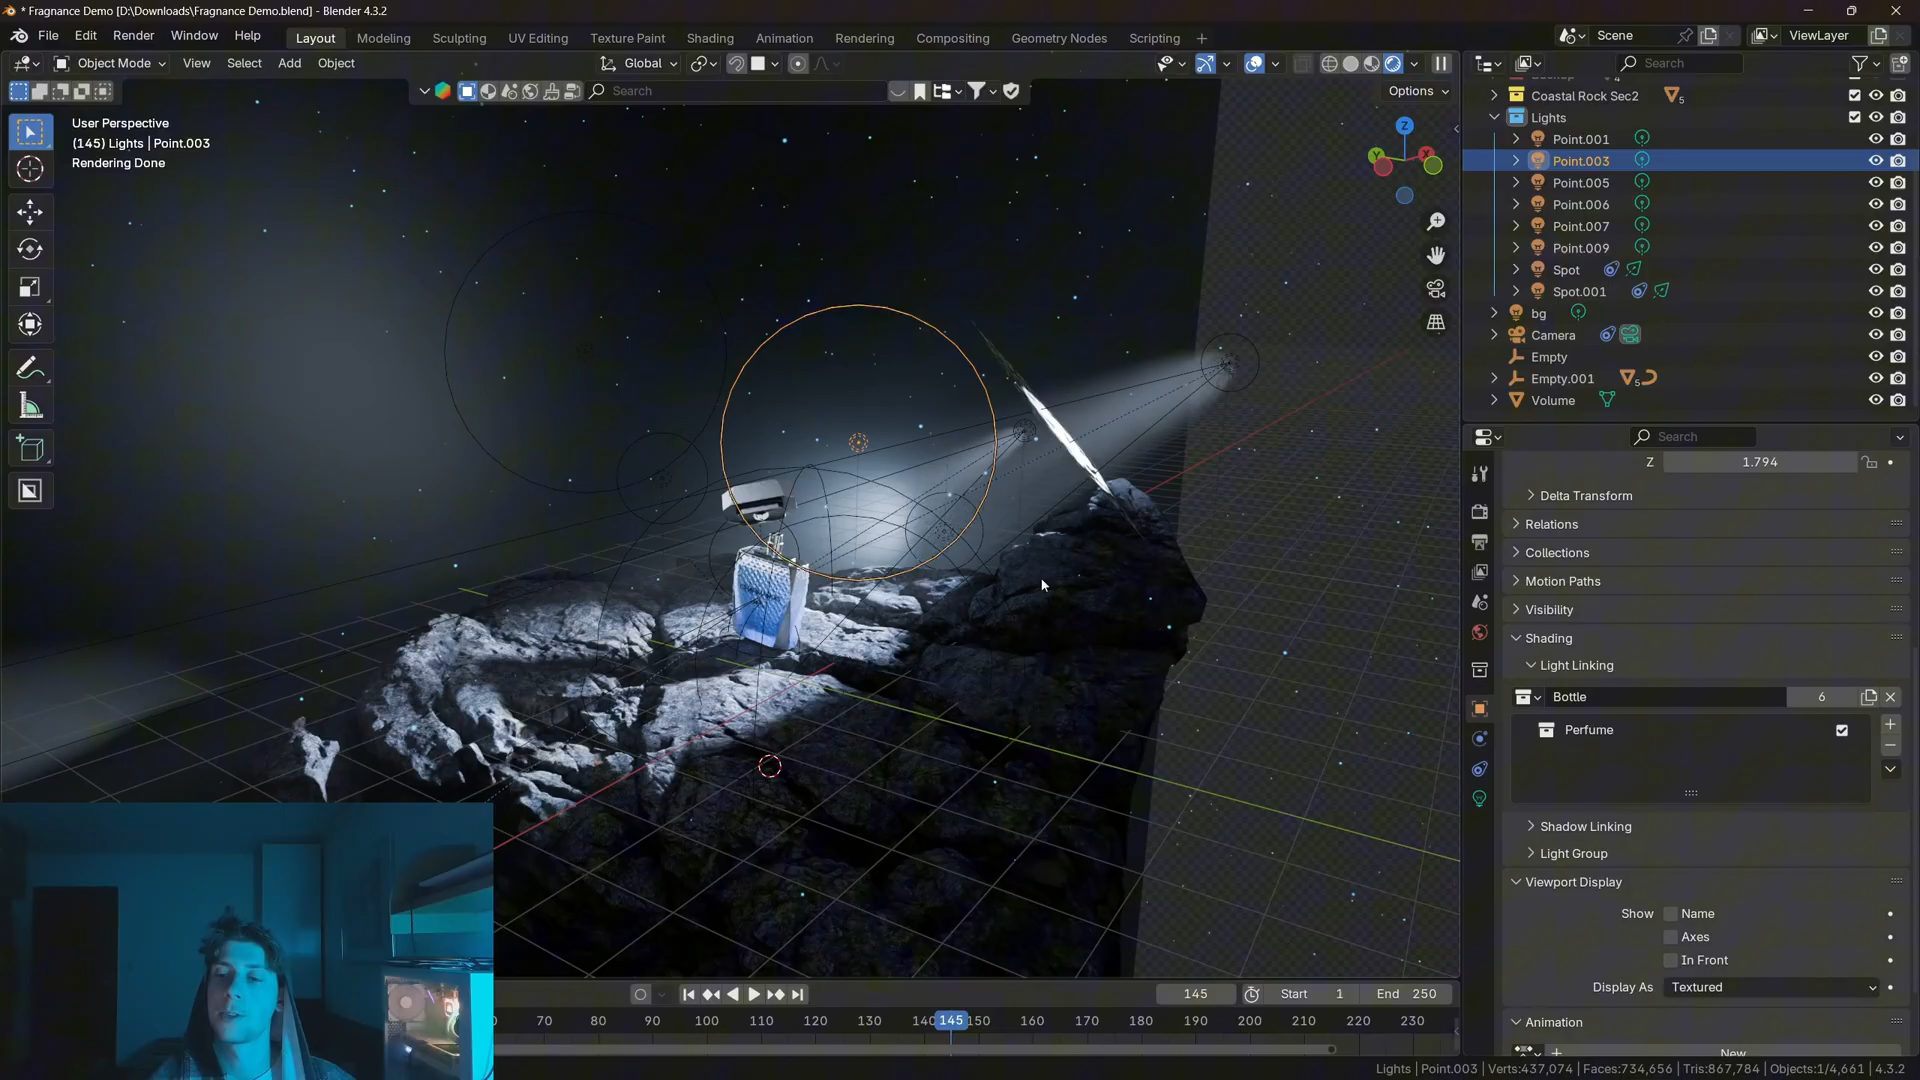 * Fragnance Demo [D:\Downloads\Fragnance Demo.blend] - Blender 4.3.2
File Edit Render Window Help
Layout Modeling Sculpting UV Editing Texture Paint Shading Animation Rendering Compositing Geometry Nodes Scripting +
Scene
ViewLayer
Object Mode View Select Add Object
Global
Search
Search
Options
User Perspective
(145) Lights | Point.003
Rendering Done
Z
Y
X
Coastal Rock Sec2 5
Lights
Point.001
Point.003
Point.005
Point.006
Point.007
Point.009
Spot
Spot.001
bg
Camera
Empty
Empty.001 5
Volume
Search
Z 1.794
Delta Transform
Relations
Collections
Motion Paths
Visibility
Shading
Light Linking
Bottle 6
Perfume
Shadow Linking
Light Group
Viewport Display
Show Name
Axes
In Front
Display As Textured
Animation
New
145 Start 1 End 250
70 80 90 100 110 120 130 145 150 160 170 180 190 200 210 220 230
Lights | Point.003 | Verts:437,074 | Faces:734,656 | Tris:867,784 | Objects:1/4,661 | 4.3.2